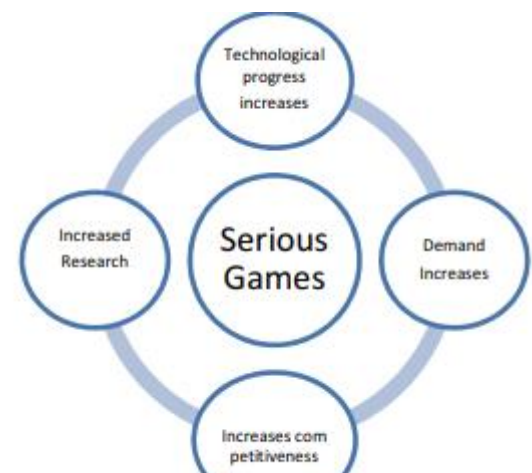 Technological
progress
increases
Increased
Research
Serious
Games
Demand
Increases
Increases com
petitiveness